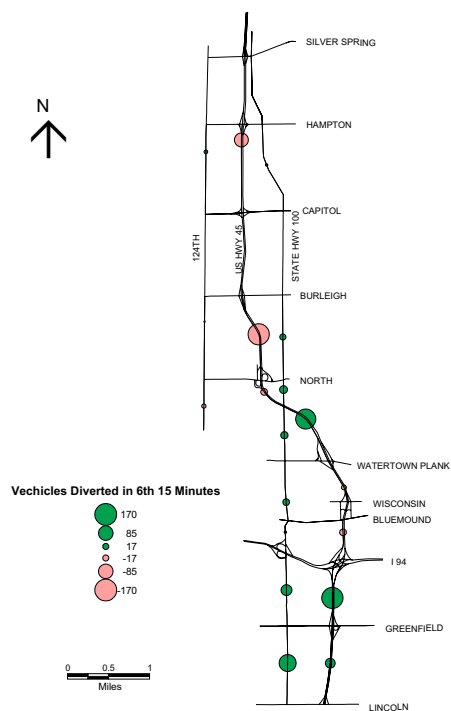 SILVER SPRING
N
HAMPTON
CAPITOL
124TH
US HWY 45
STATE HWY 100
BURLEIGH
NORTH
WATERTOWN PLANK
Vechicles Diverted in 6th 15 Minutes
170
85
17
-17
-85
-170
WISCONSIN
BLUEMOUND
I 94
GREENFIELD
0 0.5 1
Miles
LINCOLN